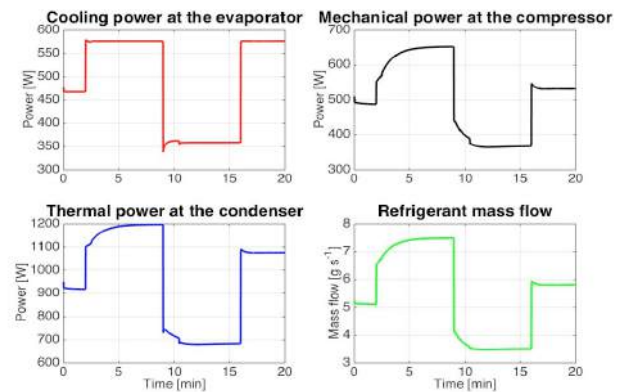 Cooling power at the evaporator
600
550
500
450
400
350
300
Power [W]
0 5 10 15 20
Mechanical power at the compressor
700
600
500
400
300
Power [W]
0 5 10 15 20
Thermal power at the condenser
1200
1100
1000
900
800
700
600
Power [W]
0 5 10 15 20
Time [min]
Refrigerant mass flow
8
7
6
5
4
3
Mass flow [g s⁻¹]
0 5 10 15 20
Time [min]